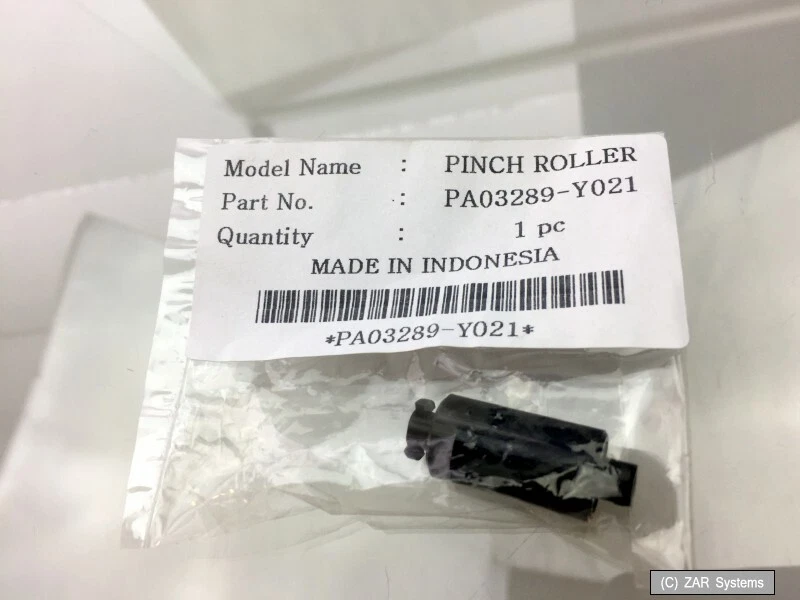 Model Name : PINCH ROLLER
Part No. : PA03289-Y021
Quantity : 1 pc
MADE IN INDONESIA
*PA03289-Y021*
(C) ZAR Systems